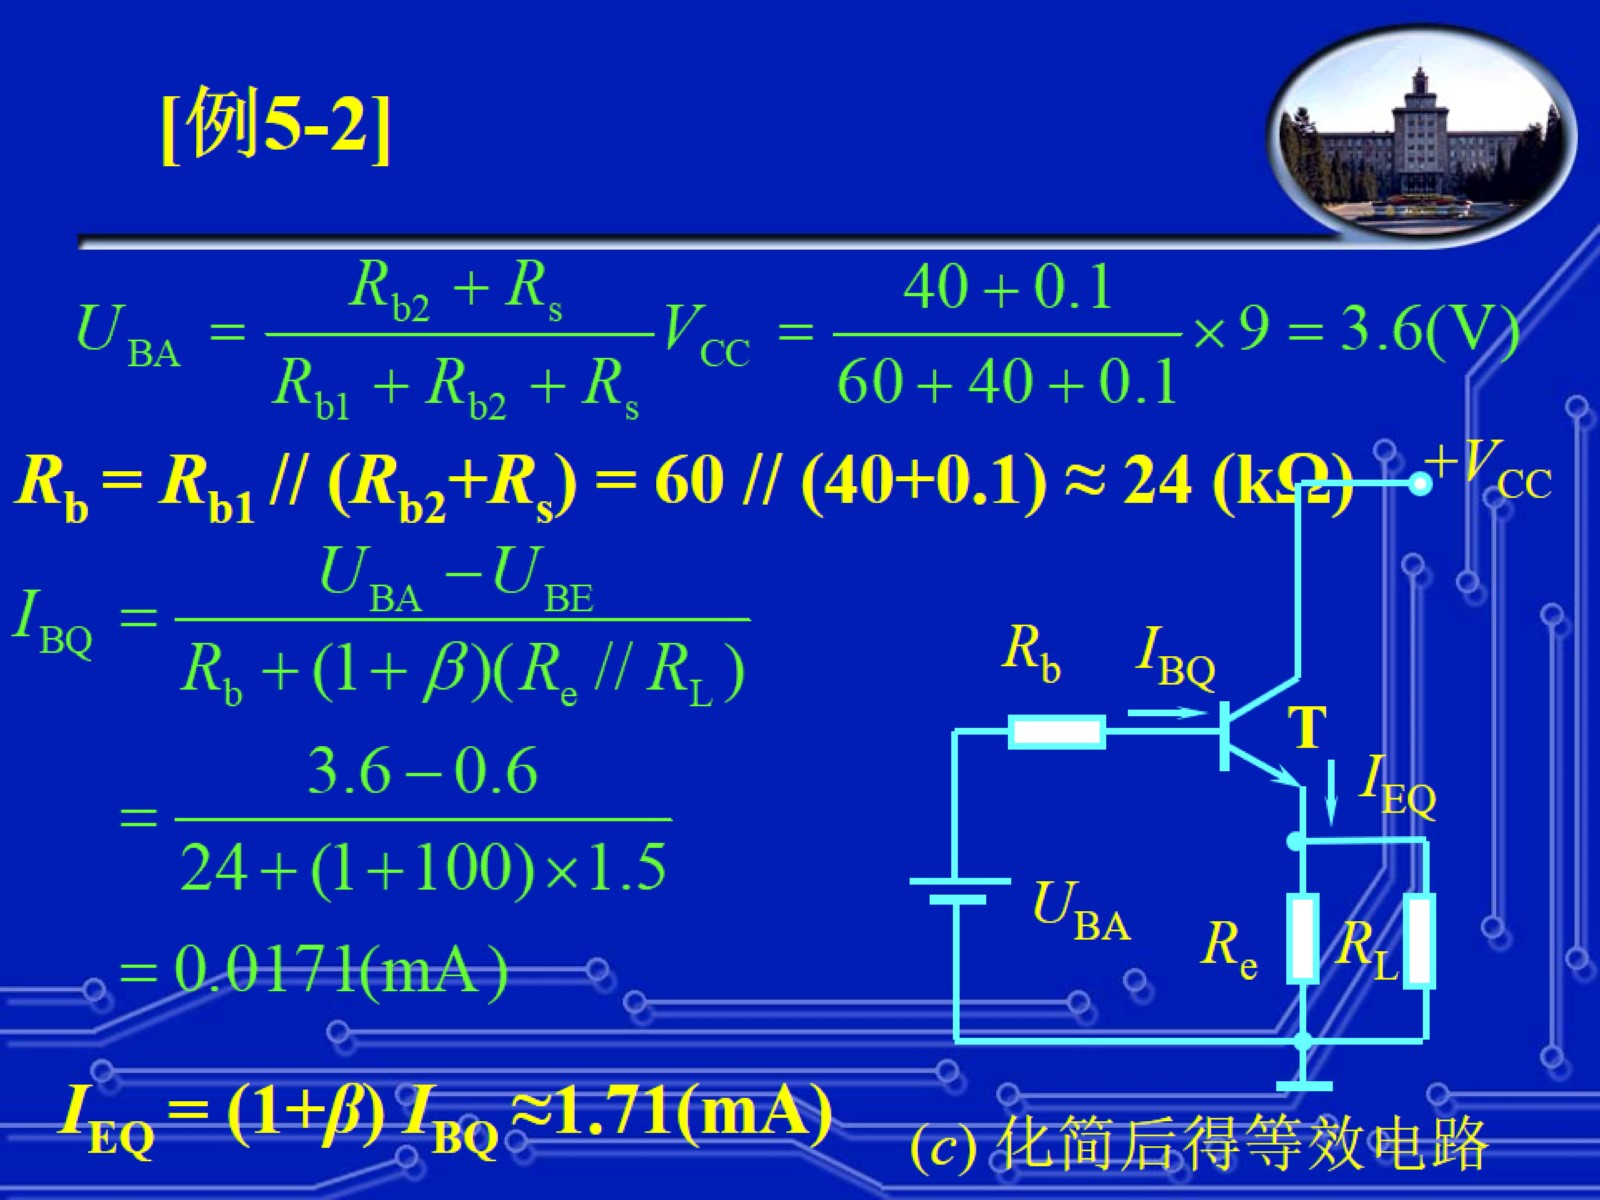 [例5-2]
U_BA = (R_b2 + R_s) / (R_b1 + R_b2 + R_s) V_CC = (40 + 0.1) / (60 + 40 + 0.1) × 9 = 3.6(V)
R_b = R_b1 // (R_b2+R_s) = 60 // (40+0.1) ≈ 24 (kΩ)
I_BQ = (U_BA − U_BE) / (R_b + (1+β)(R_e // R_L))
= (3.6 − 0.6) / (24 + (1+100)×1.5)
= 0.0171(mA)
I_EQ = (1+β) I_BQ ≈1.71(mA)
+V_CC
R_b
I_BQ
T
I_EQ
U_BA
R_e
R_L
(c) 化简后得等效电路